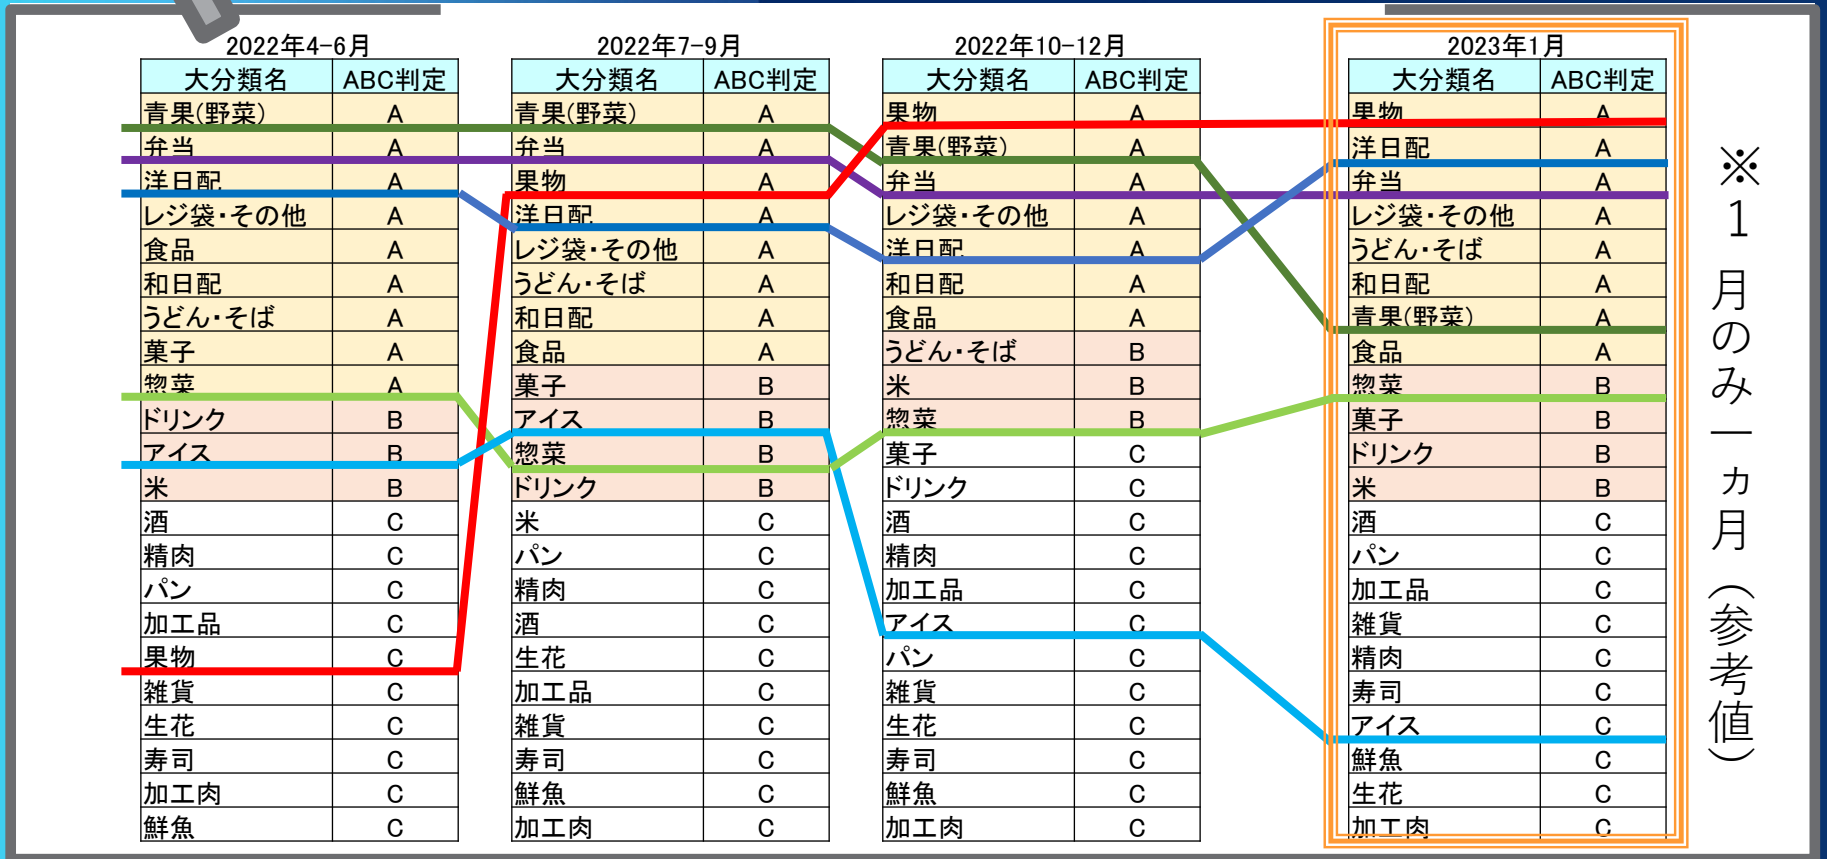 2022年4-6月
大分類名 ABC判定
青果(野菜) A
弁当 A
洋日配 A
レジ袋・その他 A
食品 A
和日配 A
うどん・そば A
菓子 A
惣菜 A
ドリンク B
アイス B
米 B
酒 C
精肉 C
パン C
加工品 C
果物 C
雑貨 C
生花 C
寿司 C
加工肉 C
鮮魚 C
2022年7-9月
大分類名 ABC判定
青果(野菜) A
弁当 A
果物 A
洋日配 A
レジ袋・その他 A
うどん・そば A
和日配 A
食品 A
菓子 B
アイス B
惣菜 B
ドリンク B
米 C
パン C
精肉 C
酒 C
生花 C
加工品 C
雑貨 C
寿司 C
鮮魚 C
加工肉 C
2022年10-12月
大分類名 ABC判定
果物 A
青果(野菜) A
弁当 A
レジ袋・その他 A
洋日配 A
和日配 A
食品 A
うどん・そば B
米 B
惣菜 B
菓子 C
ドリンク C
酒 C
精肉 C
加工品 C
アイス C
パン C
雑貨 C
生花 C
寿司 C
鮮魚 C
加工肉 C
2023年1月
大分類名 ABC判定
果物 A
洋日配 A
弁当 A
レジ袋・その他 A
うどん・そば A
和日配 A
青果(野菜) A
食品 A
惣菜 B
菓子 B
ドリンク B
米 B
酒 C
パン C
加工品 C
雑貨 C
精肉 C
寿司 C
アイス C
鮮魚 C
生花 C
加工肉 C
※1月のみ一ヵ月(参考値)